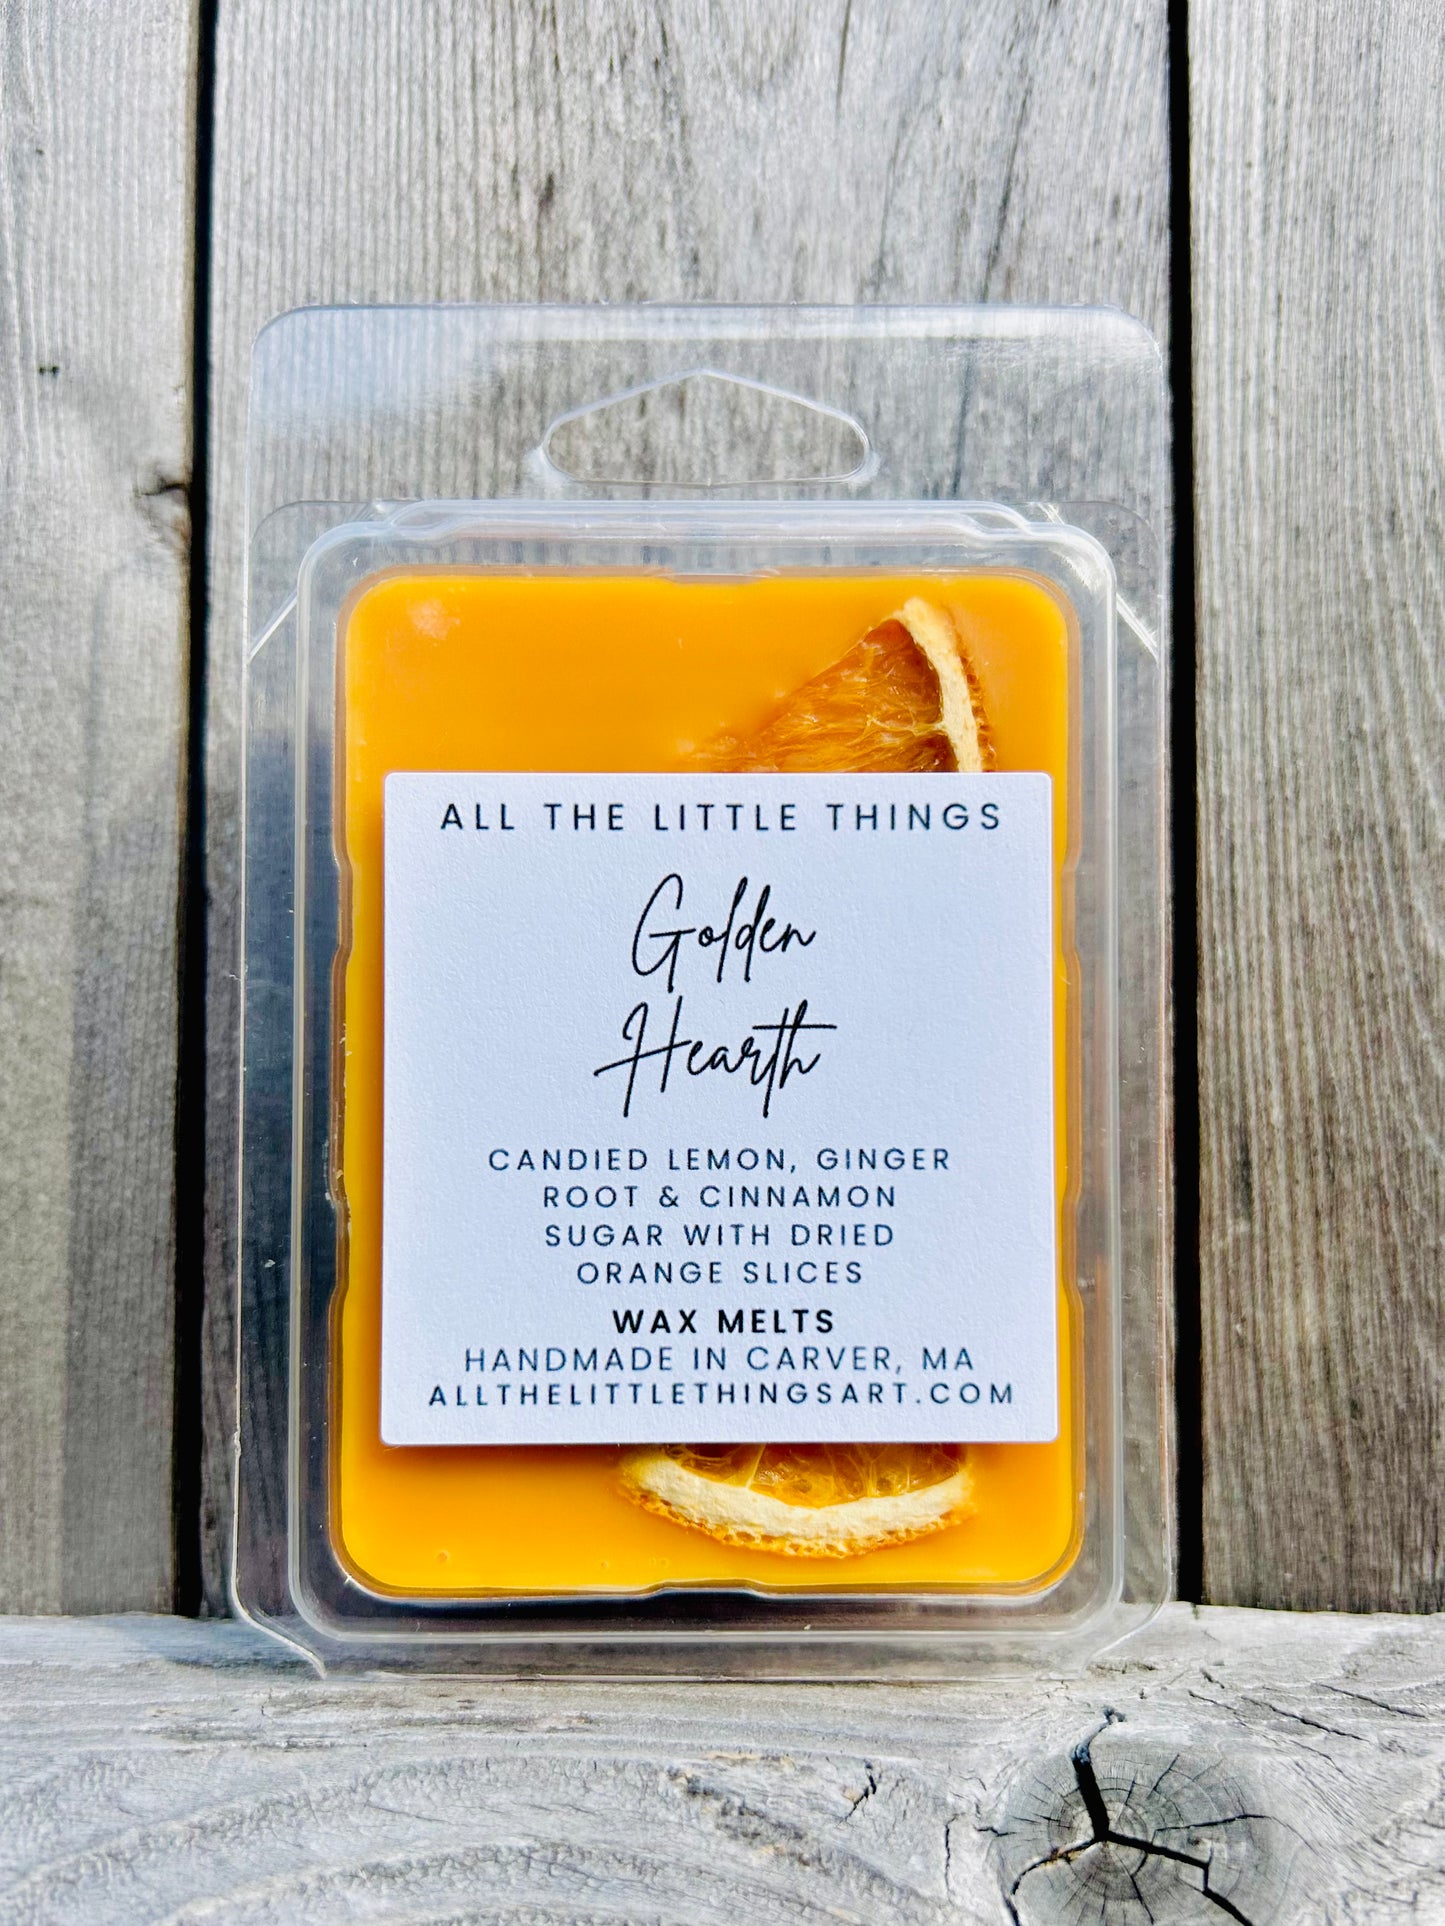 ALL THE LITTLE THINGS
Golden
Hearth
CANDIED LEMON, GINGER
ROOT & CINNAMON
SUGAR WITH DRIED
ORANGE SLICES
WAX MELTS
HANDMADE IN CARVER, MA
ALLTHELITTLETHINGSART.COM